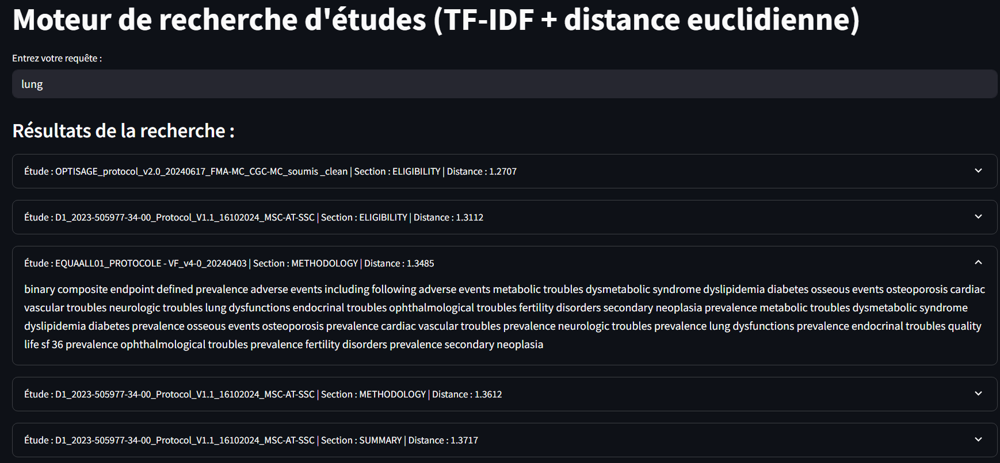 Moteur de recherche d'études (TF-IDF + distance euclidienne)
Entrez votre requête :
lung
Résultats de la recherche :
Étude : OPTISAGE_protocol_v2.0_20240617_FMA-MC_CGC-MC_soumis _clean | Section : ELIGIBILITY | Distance : 1.2707
Étude : D1_2023-505977-34-00_Protocol_V1.1_16102024_MSC-AT-SSC | Section : ELIGIBILITY | Distance : 1.3112
Étude : EQUAALL01_PROTOCOLE - VF_v4-0_20240403 | Section : METHODOLOGY | Distance : 1.3485
binary composite endpoint defined prevalence adverse events including following adverse events metabolic troubles dysmetabolic syndrome dyslipidemia diabetes osseous events osteoporosis cardiac
vascular troubles neurologic troubles lung dysfunctions endocrinal troubles ophthalmological troubles fertility disorders secondary neoplasia prevalence metabolic troubles dysmetabolic syndrome
dyslipidemia diabetes prevalence osseous events osteoporosis prevalence cardiac vascular troubles prevalence neurologic troubles prevalence lung dysfunctions prevalence endocrinal troubles quality
life sf 36 prevalence ophthalmological troubles prevalence fertility disorders prevalence secondary neoplasia
Étude : D1_2023-505977-34-00_Protocol_V1.1_16102024_MSC-AT-SSC | Section : METHODOLOGY | Distance : 1.3612
Étude : D1_2023-505977-34-00_Protocol_V1.1_16102024_MSC-AT-SSC | Section : SUMMARY | Distance : 1.3717